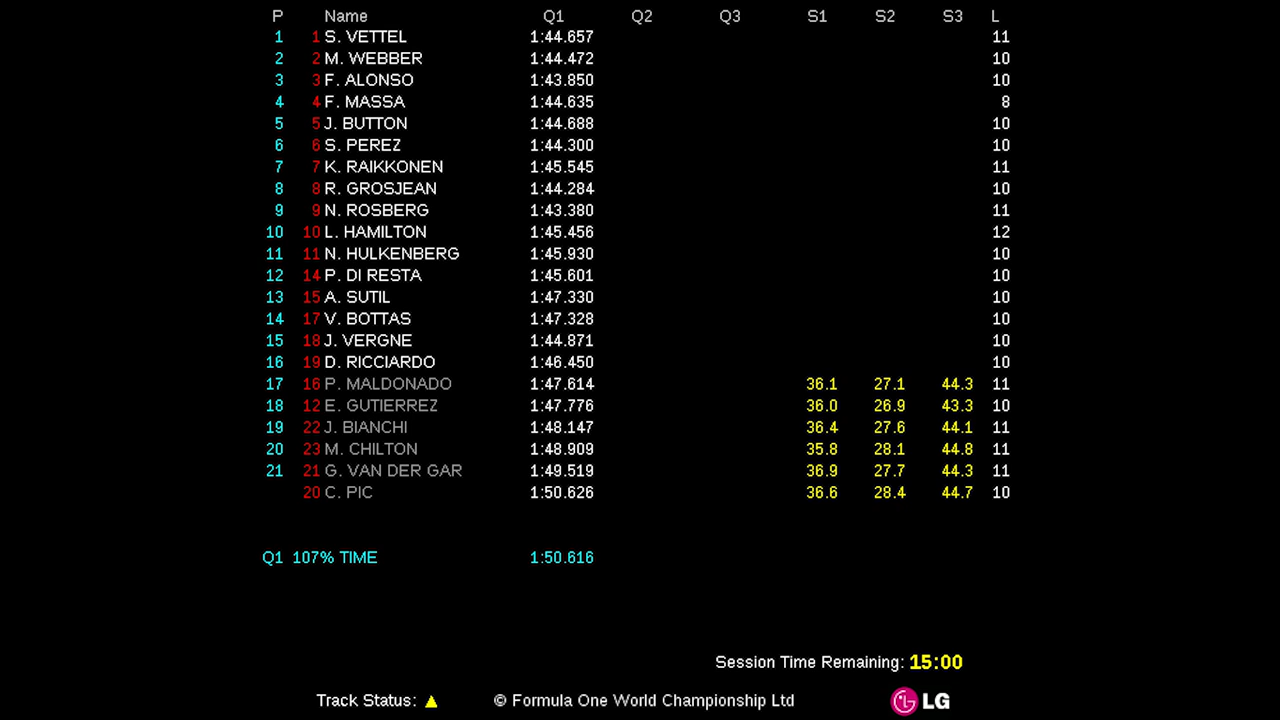 P Name Q1 Q2 Q3 S1 S2 S3 L
1 1 S. VETTEL 1:44.657 11
2 2 M. WEBBER 1:44.472 10
3 3 F. ALONSO 1:43.850 10
4 4 F. MASSA 1:44.635 8
5 5 J. BUTTON 1:44.688 10
6 6 S. PEREZ 1:44.300 10
7 7 K. RAIKKONEN 1:45.545 11
8 8 R. GROSJEAN 1:44.284 10
9 9 N. ROSBERG 1:43.380 11
10 10 L. HAMILTON 1:45.456 12
11 11 N. HULKENBERG 1:45.930 10
12 14 P. DI RESTA 1:45.601 10
13 15 A. SUTIL 1:47.330 10
14 17 V. BOTTAS 1:47.328 10
15 18 J. VERGNE 1:44.871 10
16 19 D. RICCIARDO 1:46.450 10
17 16 P. MALDONADO 1:47.614 36.1 27.1 44.3 11
18 12 E. GUTIERREZ 1:47.776 36.0 26.9 43.3 10
19 22 J. BIANCHI 1:48.147 36.4 27.6 44.1 11
20 23 M. CHILTON 1:48.909 35.8 28.1 44.8 11
21 21 G. VAN DER GAR 1:49.519 36.9 27.7 44.3 11
20 C. PIC 1:50.626 36.6 28.4 44.7 10
Q1 107% TIME 1:50.616
Session Time Remaining: 15:00
Track Status: ▲ © Formula One World Championship Ltd LG